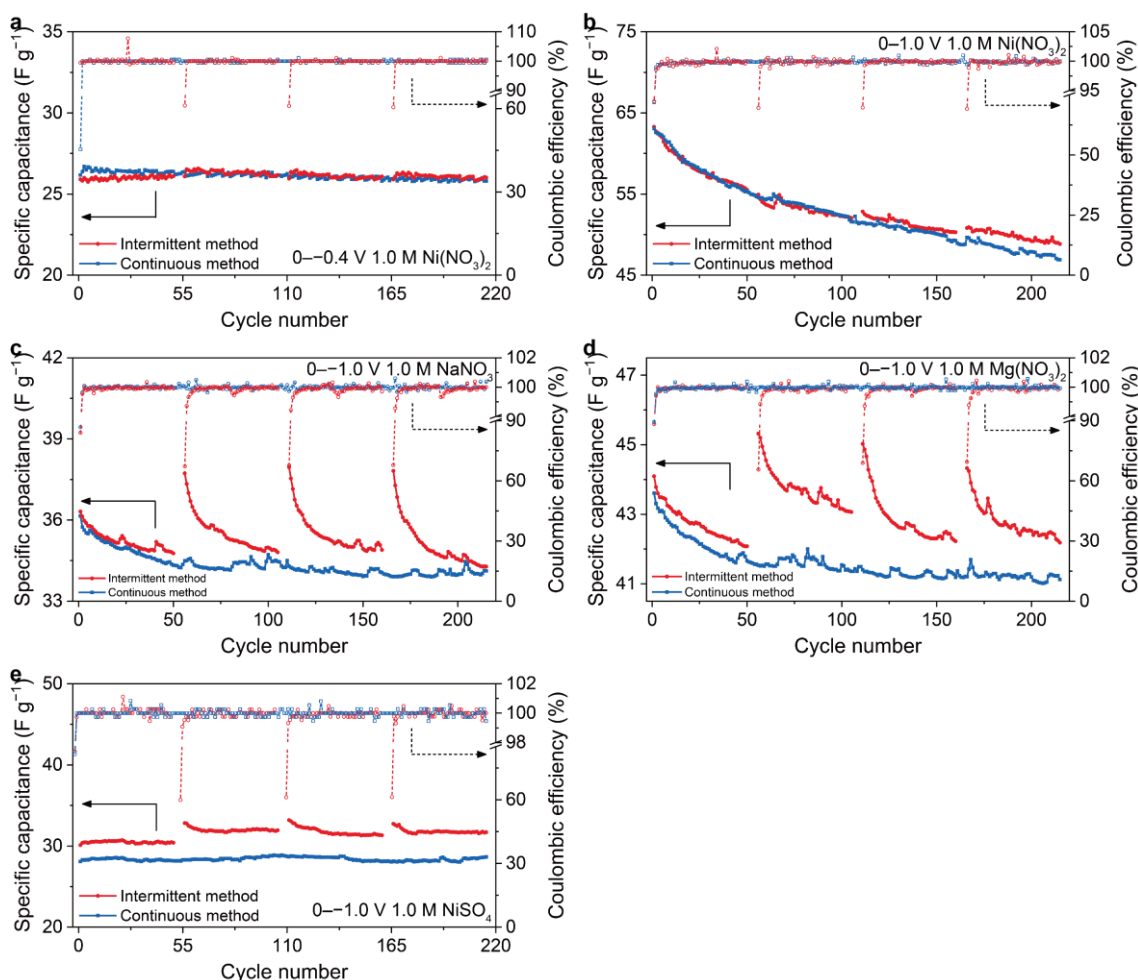 a
35
30
25
20
Specific capacitance (F g⁻¹)
110
100
90
60
30
0
Coulombic efficiency (%)
Intermittent method
Continuous method
0–−0.4 V 1.0 M Ni(NO₃)₂
0 55 110 165 220
Cycle number
b
75
65
55
45
Specific capacitance (F g⁻¹)
105
100
95
50
25
0
Coulombic efficiency (%)
0–1.0 V 1.0 M Ni(NO₃)₂
Intermittent method
Continuous method
0 50 100 150 200
Cycle number
c
42
39
36
33
Specific capacitance (F g⁻¹)
102
100
90
60
30
0
Coulombic efficiency (%)
0–−1.0 V 1.0 M NaNO₃
Intermittent method
Continuous method
0 50 100 150 200
Cycle number
d
47
45
43
41
Specific capacitance (F g⁻¹)
102
100
90
60
30
0
Coulombic efficiency (%)
0–−1.0 V 1.0 M Mg(NO₃)₂
Intermittent method
Continuous method
0 50 100 150 200
Cycle number
e
50
40
30
20
Specific capacitance (F g⁻¹)
102
100
98
60
30
0
Coulombic efficiency (%)
Intermittent method
Continuous method
0–−1.0 V 1.0 M NiSO₄
0 55 110 165 220
Cycle number